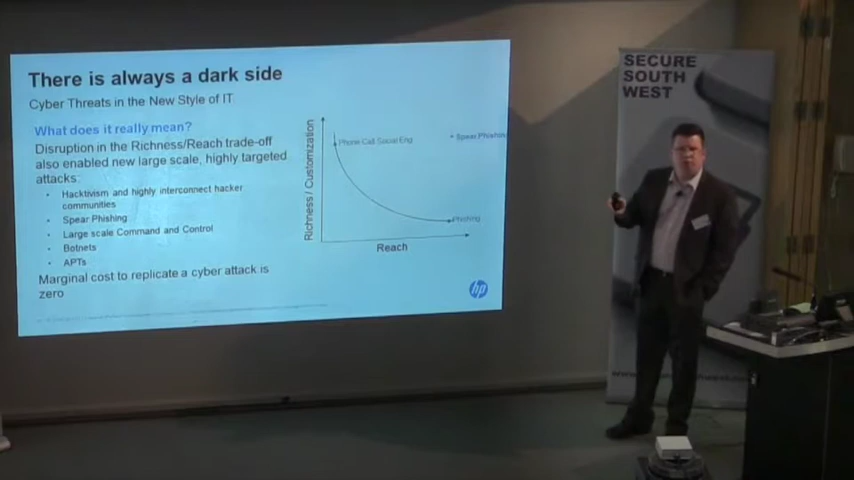 There is always a dark side
Cyber Threats in the New Style of IT
What does it really mean?
Disruption in the Richness/Reach trade-off
also enabled new large scale, highly targeted
attacks:
• Hacktivism and highly interconnect hacker
communities
• Spear Phishing
• Large scale Command and Control
• Botnets
• APTs
Marginal cost to replicate a cyber attack is
zero
Richness / Customization
Phone Call Social Eng
Spear Phishing
Phishing
Reach
hp
SECURE
SOUTH
WEST